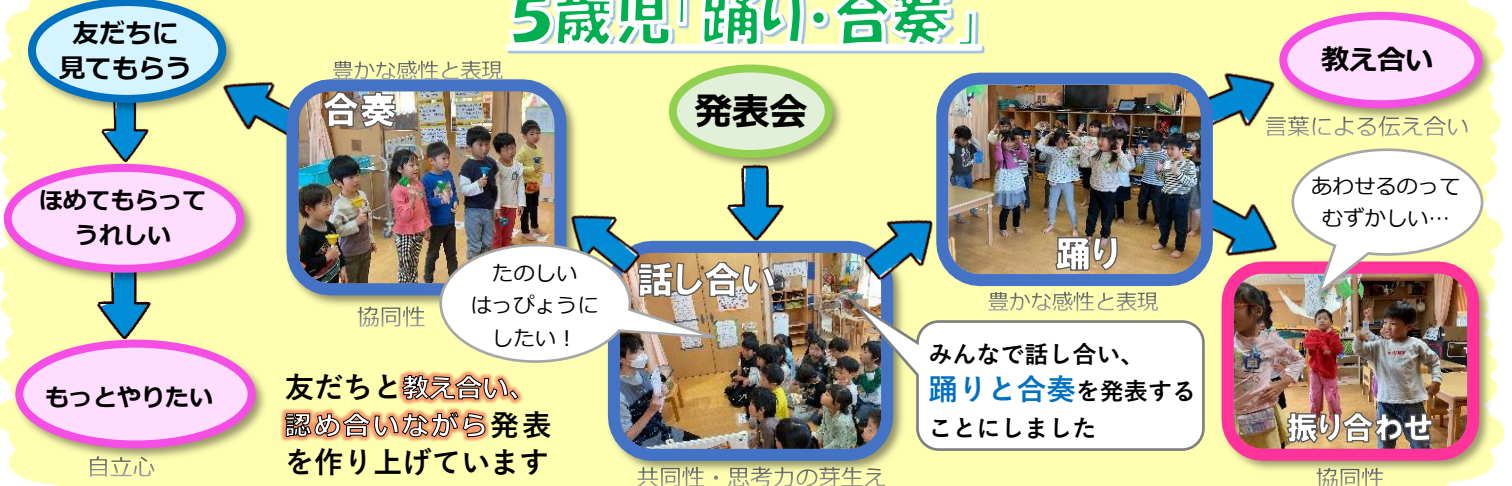 5歳児「踊り・合奏」
友だちに
見てもらう
ほめてもらって
うれしい
もっとやりたい
自立心
豊かな感性と表現
合奏
協同性
たのしい
はっぴょうに
したい！
友だちと教え合い、
認め合いながら発表
を作り上げています
発表会
話し合い
共同性・思考力の芽生え
みんなで話し合い、
踊りと合奏を発表する
ことにしました
踊り
豊かな感性と表現
教え合い
言葉による伝え合い
あわせるのって
むずかしい…
振り合わせ
協同性